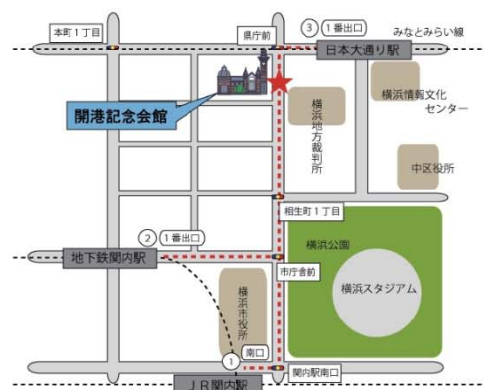 本町1丁目
県庁前
③
1番出口
みなとみらい線
日本大通り駅
開港記念会館
横浜地方裁判所
横浜情報文化
センター
中区役所
相生町1丁目
②
1番出口
地下鉄関内駅
市庁舎前
横浜公園
横浜スタジアム
横浜市役所
①
南口
関内駅南口
JR関内駅